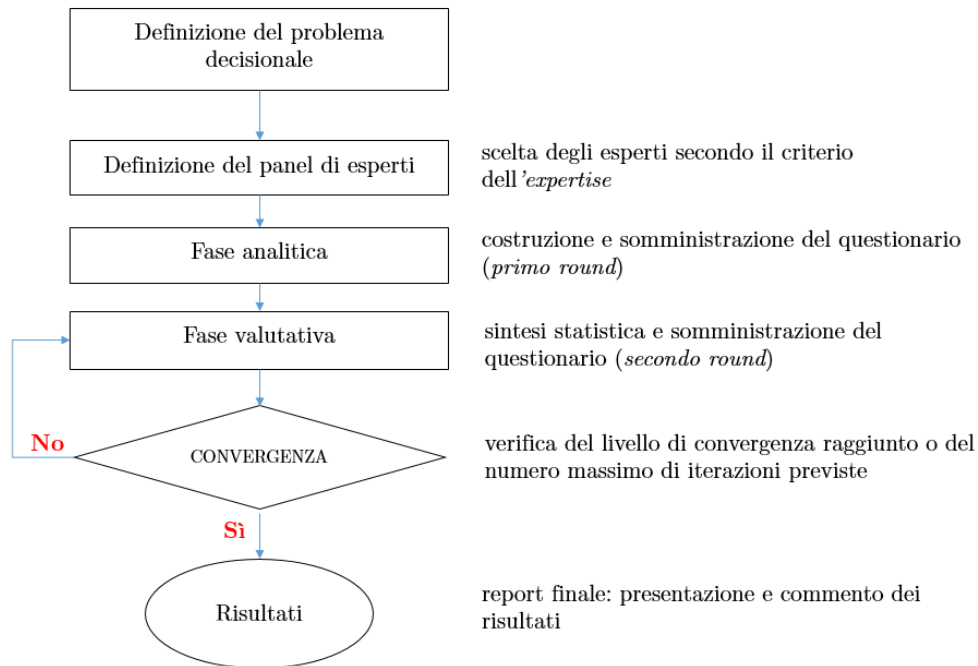 Definizione del problema
decisionale
Definizione del panel di esperti
scelta degli esperti secondo il criterio
dell'expertise
Fase analitica
costruzione e somministrazione del questionario
(primo round)
Fase valutativa
sintesi statistica e somministrazione del
questionario (secondo round)
No
CONVERGENZA
verifica del livello di convergenza raggiunto o del
numero massimo di iterazioni previste
Sì
Risultati
report finale: presentazione e commento dei
risultati